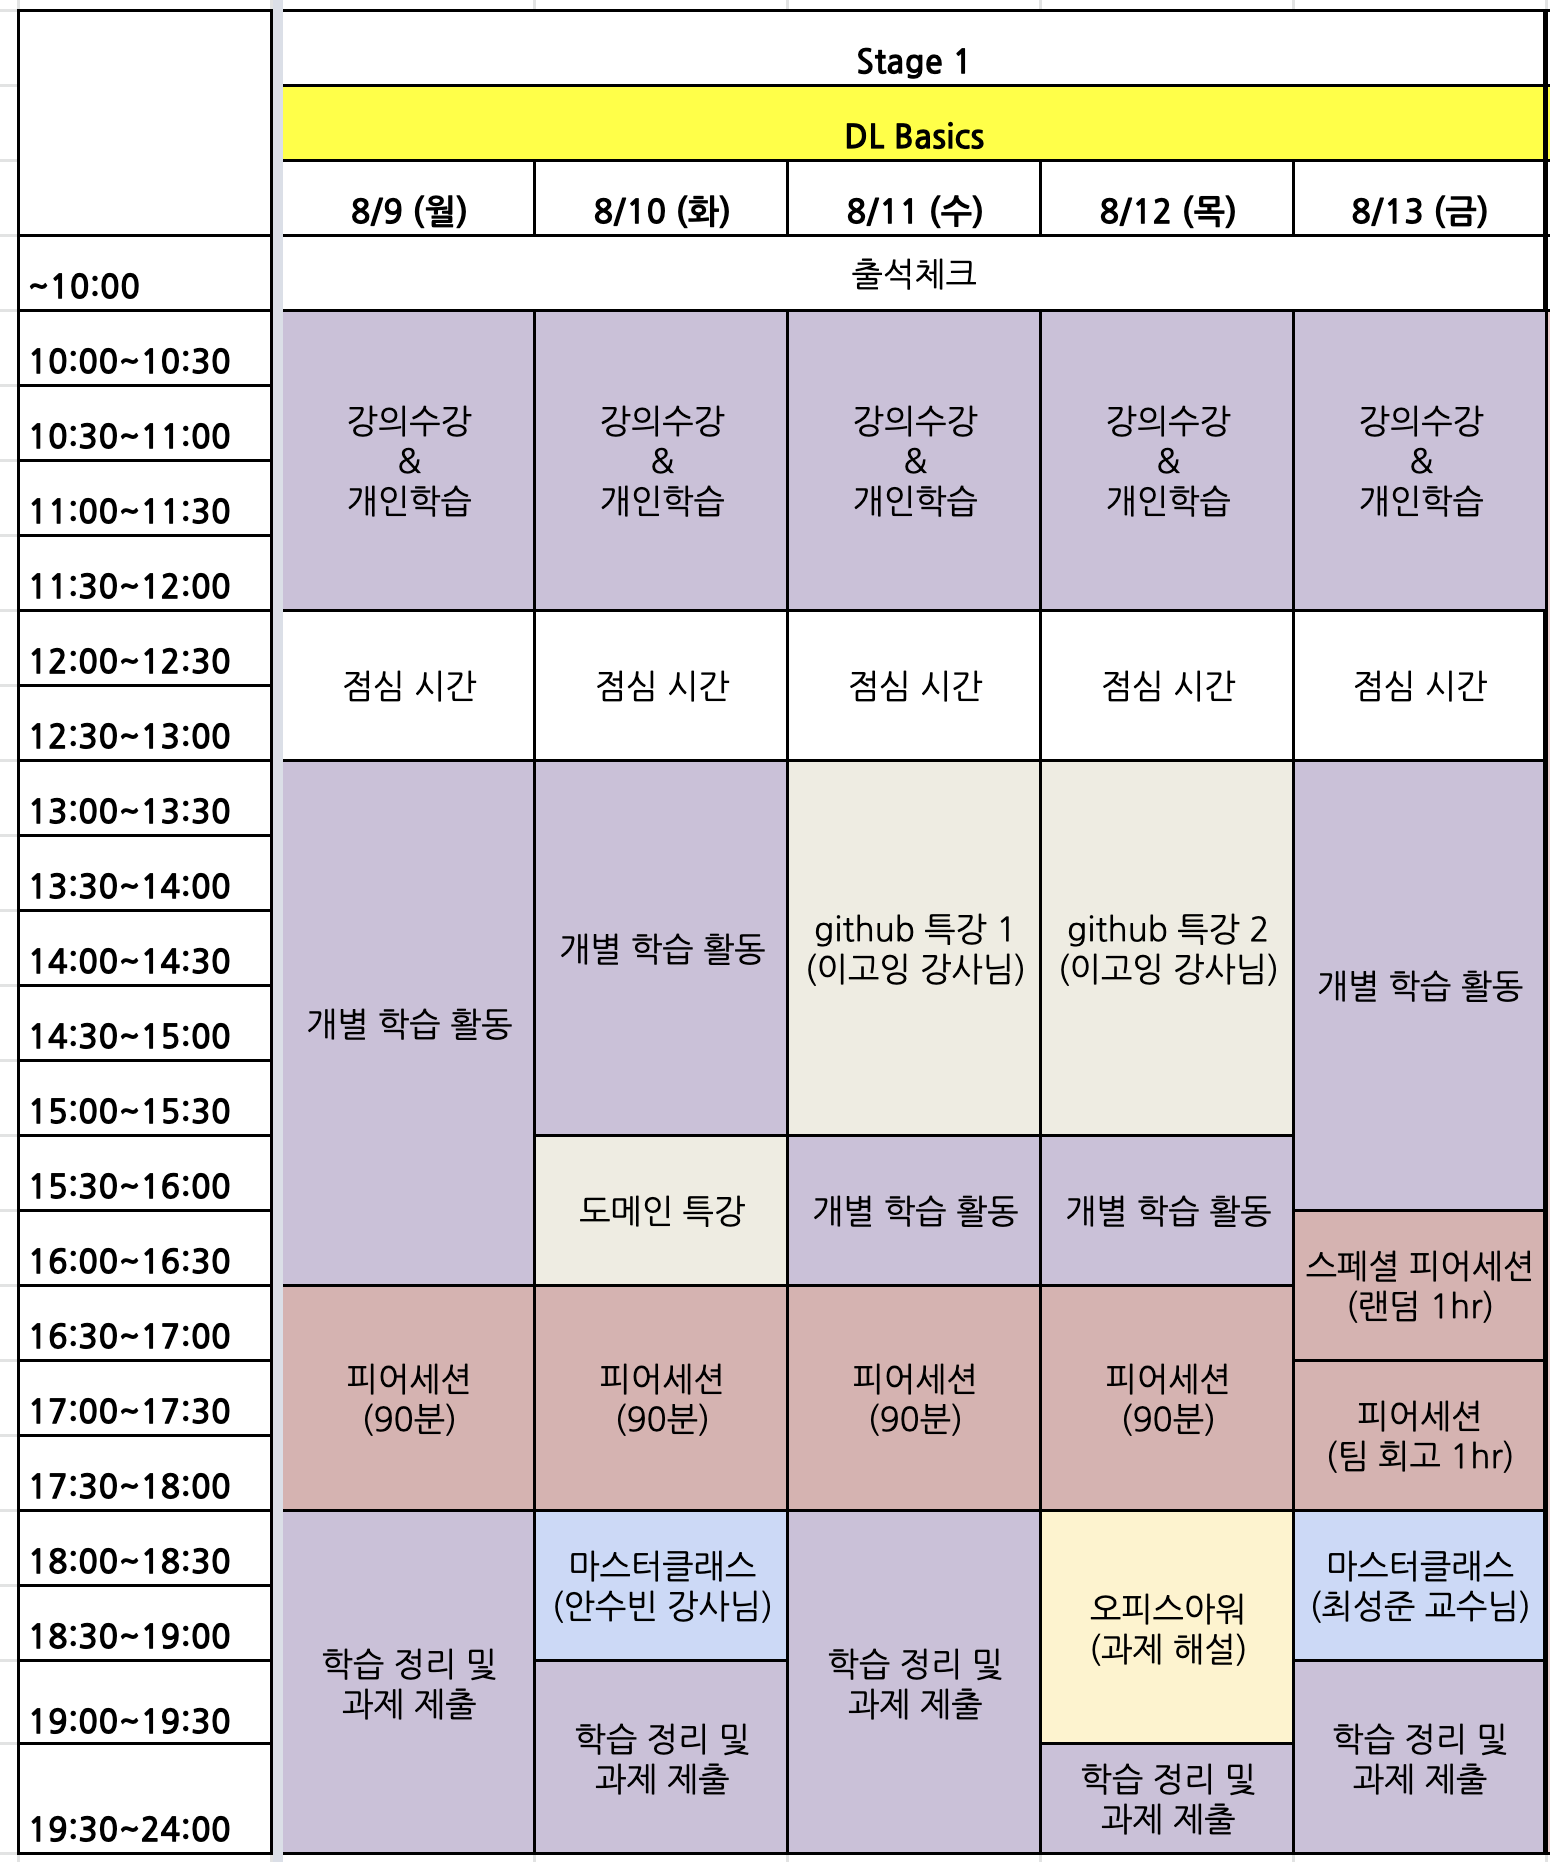 Stage 1
DL Basics
8/9 (월) 8/10 (화) 8/11 (수) 8/12 (목) 8/13 (금)
~10:00
출석체크
10:00~10:30
10:30~11:00
11:00~11:30
11:30~12:00
강의수강
&
개인학습
강의수강
&
개인학습
강의수강
&
개인학습
강의수강
&
개인학습
강의수강
&
개인학습
12:00~12:30
12:30~13:00
점심 시간
점심 시간
점심 시간
점심 시간
점심 시간
13:00~13:30
13:30~14:00
14:00~14:30
14:30~15:00
15:00~15:30
15:30~16:00
16:00~16:30
개별 학습 활동
개별 학습 활동
github 특강 1
(이고잉 강사님)
github 특강 2
(이고잉 강사님)
개별 학습 활동
도메인 특강
개별 학습 활동
개별 학습 활동
스페셜 피어세션
(랜덤 1hr)
16:30~17:00
17:00~17:30
17:30~18:00
피어세션
(90분)
피어세션
(90분)
피어세션
(90분)
피어세션
(90분)
피어세션
(팀 회고 1hr)
18:00~18:30
18:30~19:00
19:00~19:30
19:30~24:00
학습 정리 및
과제 제출
마스터클래스
(안수빈 강사님)
학습 정리 및
과제 제출
학습 정리 및
과제 제출
오피스아워
(과제 해설)
학습 정리 및
과제 제출
마스터클래스
(최성준 교수님)
학습 정리 및
과제 제출